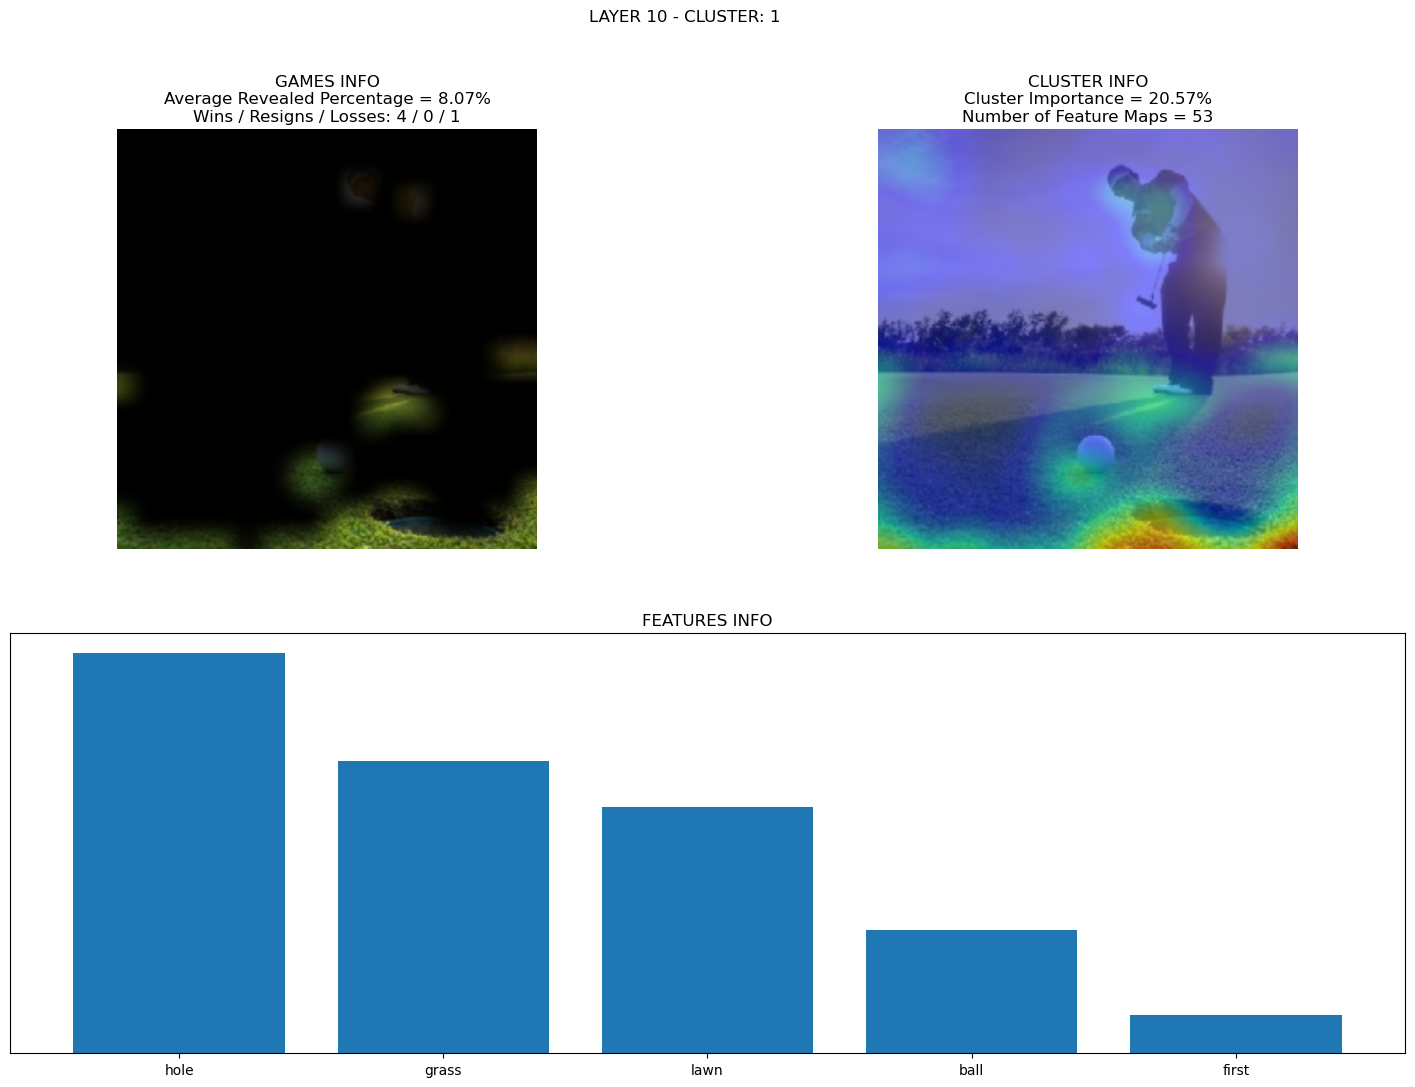 LAYER 10 - CLUSTER: 1
GAMES INFO
Average Revealed Percentage = 8.07%
Wins / Resigns / Losses: 4 / 0 / 1
CLUSTER INFO
Cluster Importance = 20.57%
Number of Feature Maps = 53
FEATURES INFO
hole grass lawn ball first